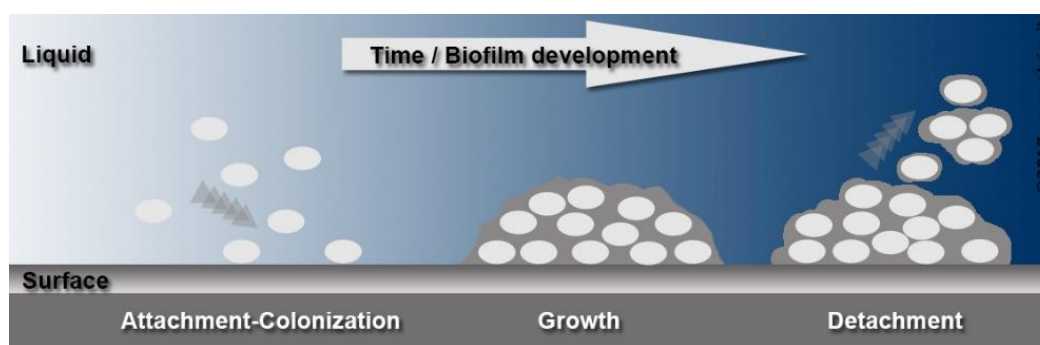 Liquid
Time / Biofilm development
Surface
Attachment-Colonization
Growth
Detachment